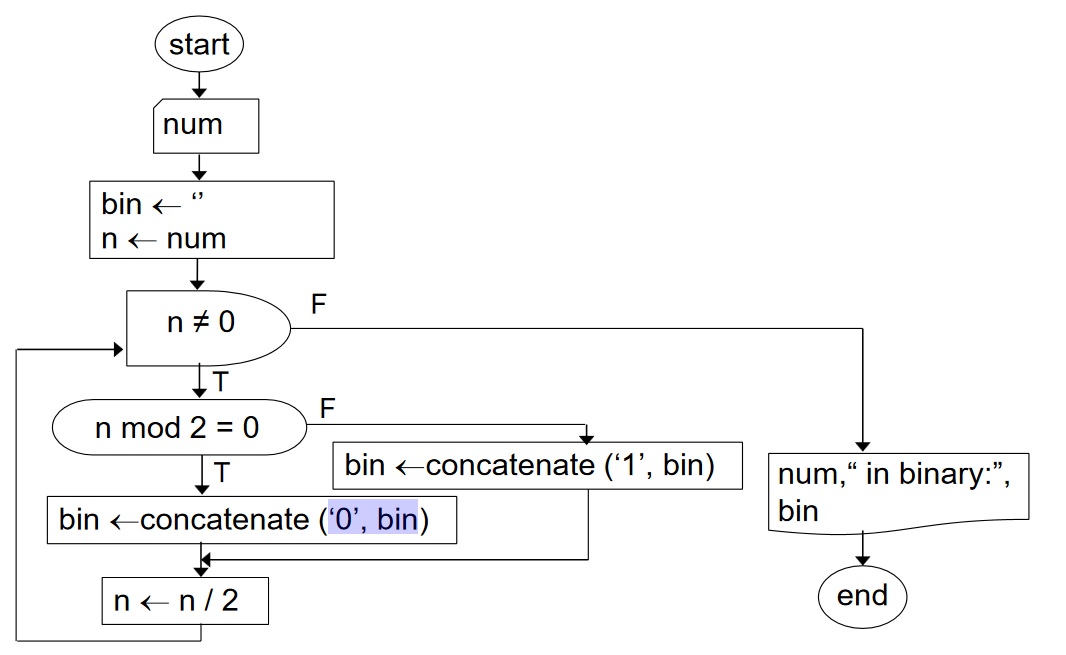 start
num
bin ← ‘’
n ← num
n ≠ 0
F
T
n mod 2 = 0
F
T
bin ←concatenate (‘1’, bin)
bin ←concatenate (‘0’, bin)
n ← n / 2
num,“ in binary:”,
bin
end